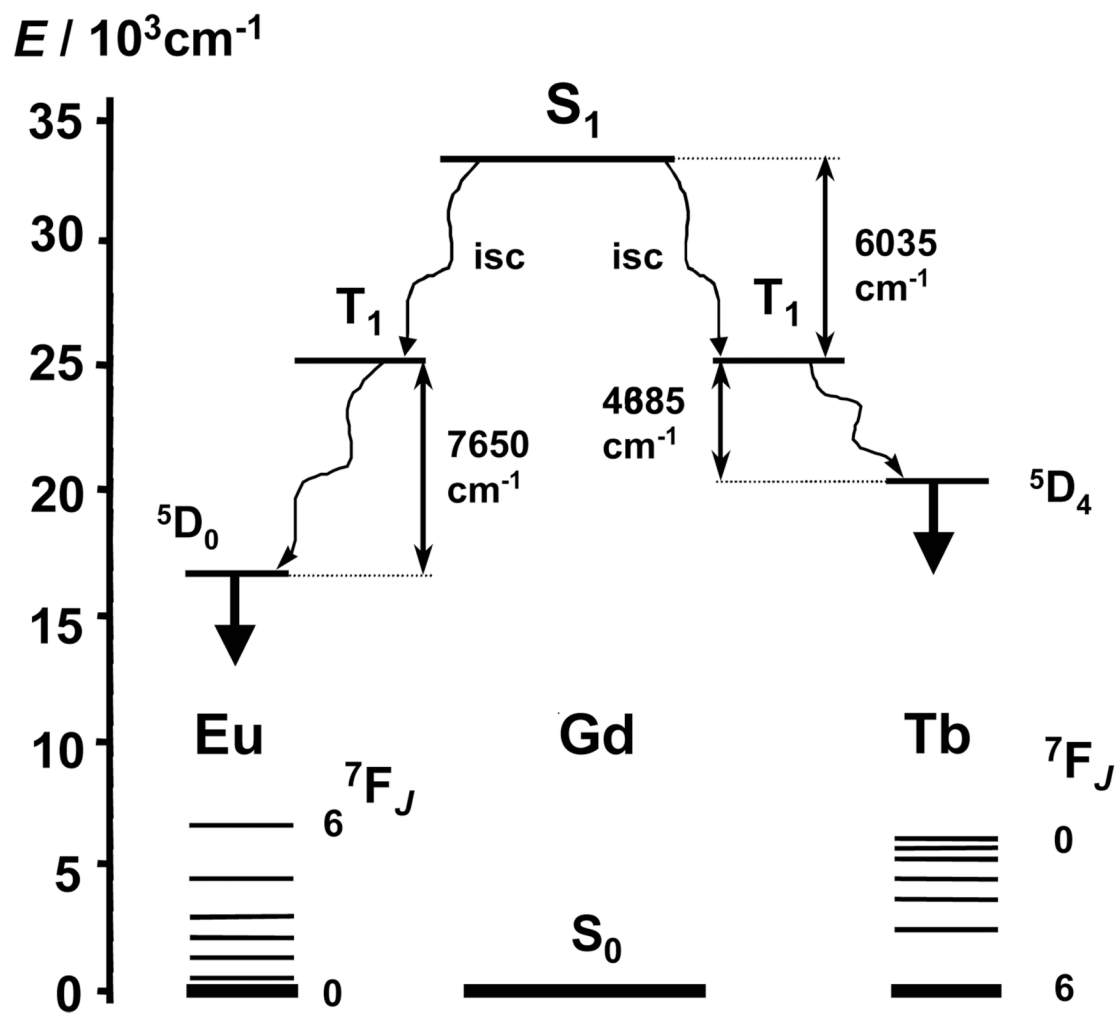 E / 10³cm⁻¹
35
30
25
20
15
10
5
0
S₁
isc
isc
6035
cm⁻¹
T₁
T₁
7650
cm⁻¹
4685
cm⁻¹
⁵D₀
⁵D₄
Eu
Gd
Tb
⁷F_J
⁷F_J
6
0
S₀
0
6